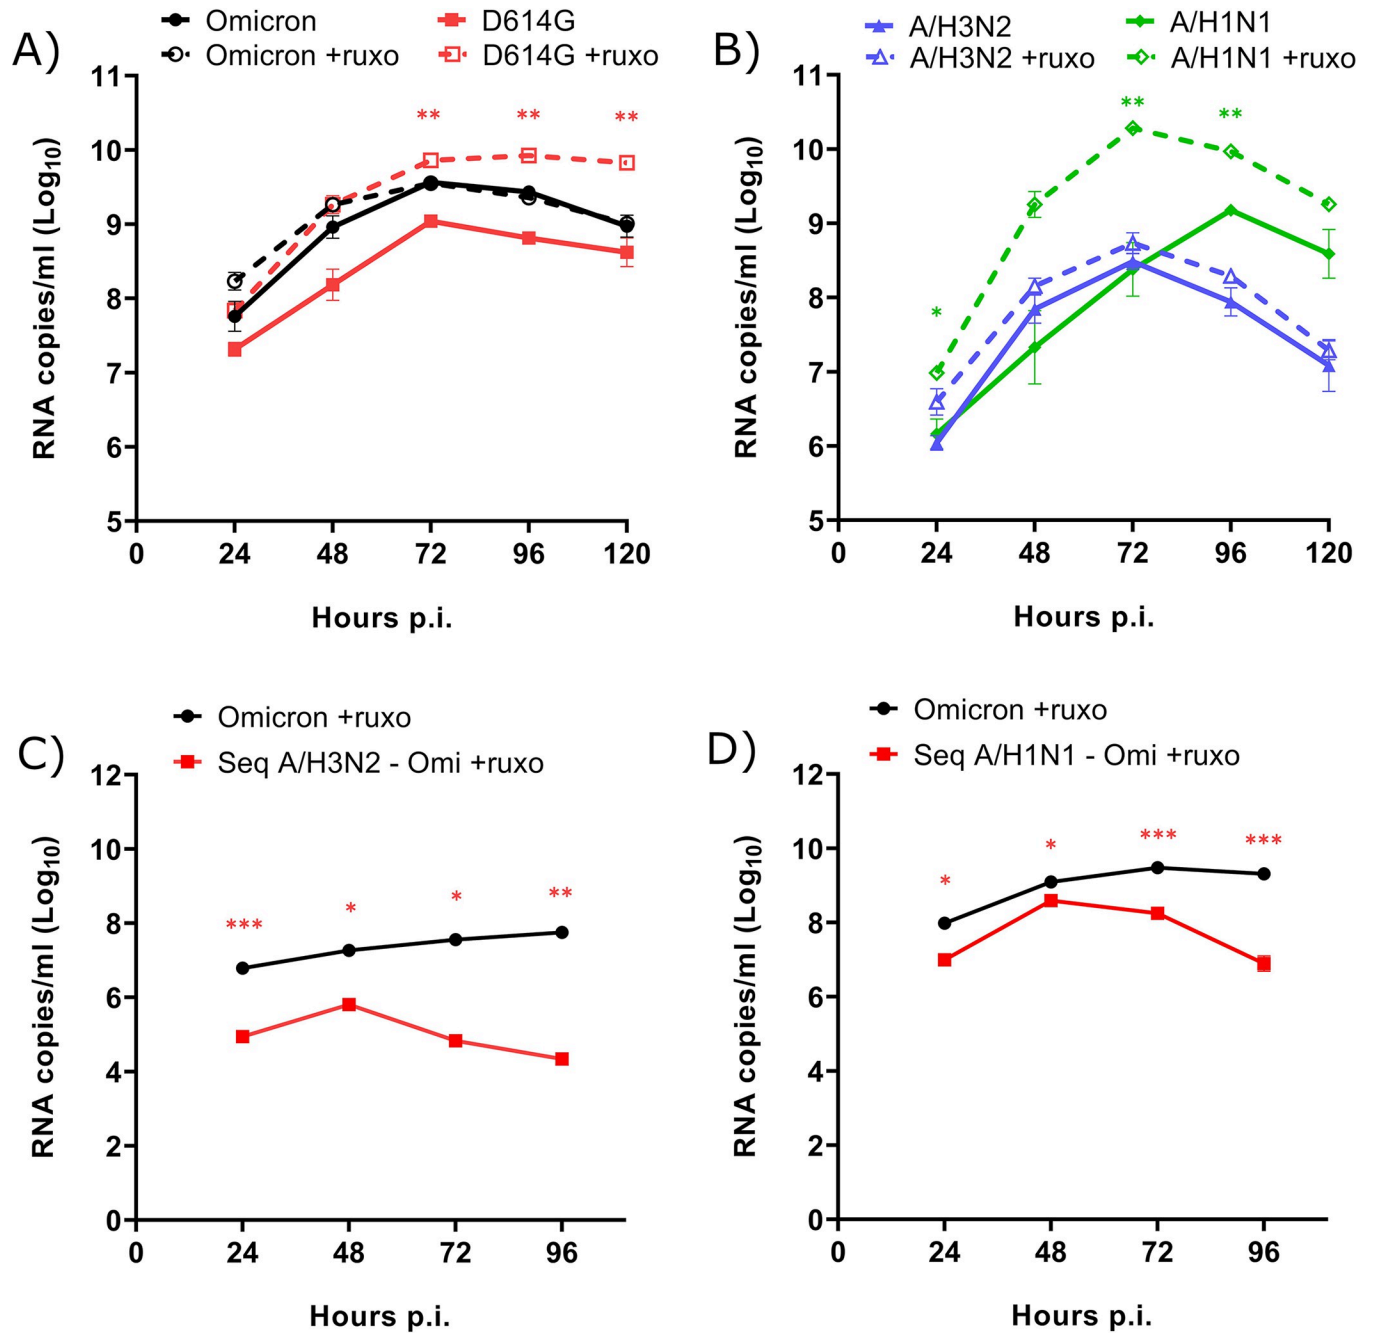 A)
Omicron
D614G
Omicron +ruxo
D614G +ruxo
RNA copies/ml (Log10)
11
10
9
8
7
6
5
** ** **
0 24 48 72 96 120
Hours p.i.
B)
A/H3N2
A/H1N1
A/H3N2 +ruxo
A/H1N1 +ruxo
RNA copies/ml (Log10)
11
10
9
8
7
6
5
* ** **
0 24 48 72 96 120
Hours p.i.
C)
Omicron +ruxo
Seq A/H3N2 - Omi +ruxo
RNA copies/ml (Log10)
12
10
8
6
4
2
0
*** * * **
0 24 48 72 96
Hours p.i.
D)
Omicron +ruxo
Seq A/H1N1 - Omi +ruxo
RNA copies/ml (Log10)
12
10
8
6
4
2
0
* * *** ***
0 24 48 72 96
Hours p.i.